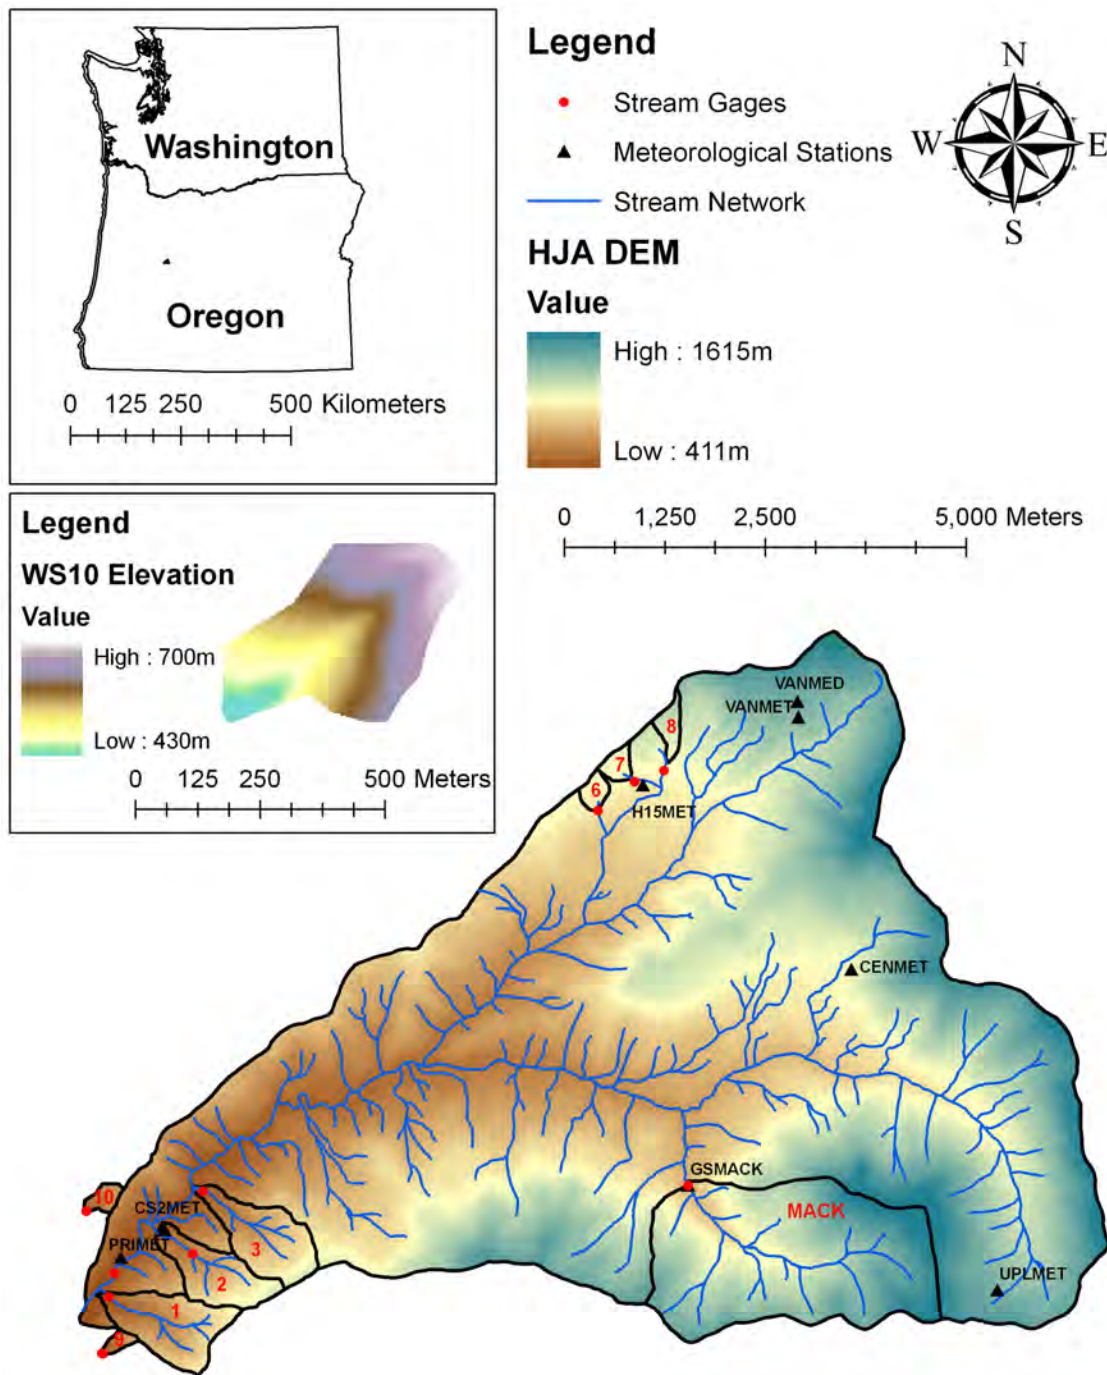 Washington
Oregon
0 125 250 500 Kilometers
Legend
Stream Gages
Meteorological Stations
Stream Network
HJA DEM
Value
High : 1615m
Low : 411m
N
W E
S
0 1,250 2,500 5,000 Meters
Legend
WS10 Elevation
Value
High : 700m
Low : 430m
0 125 250 500 Meters
VANMED
VANMET
8
7
6
H15MET
CENMET
GSMACK
MACK
UPLMET
10
CS2MET
PRIMET
3
2
1
9